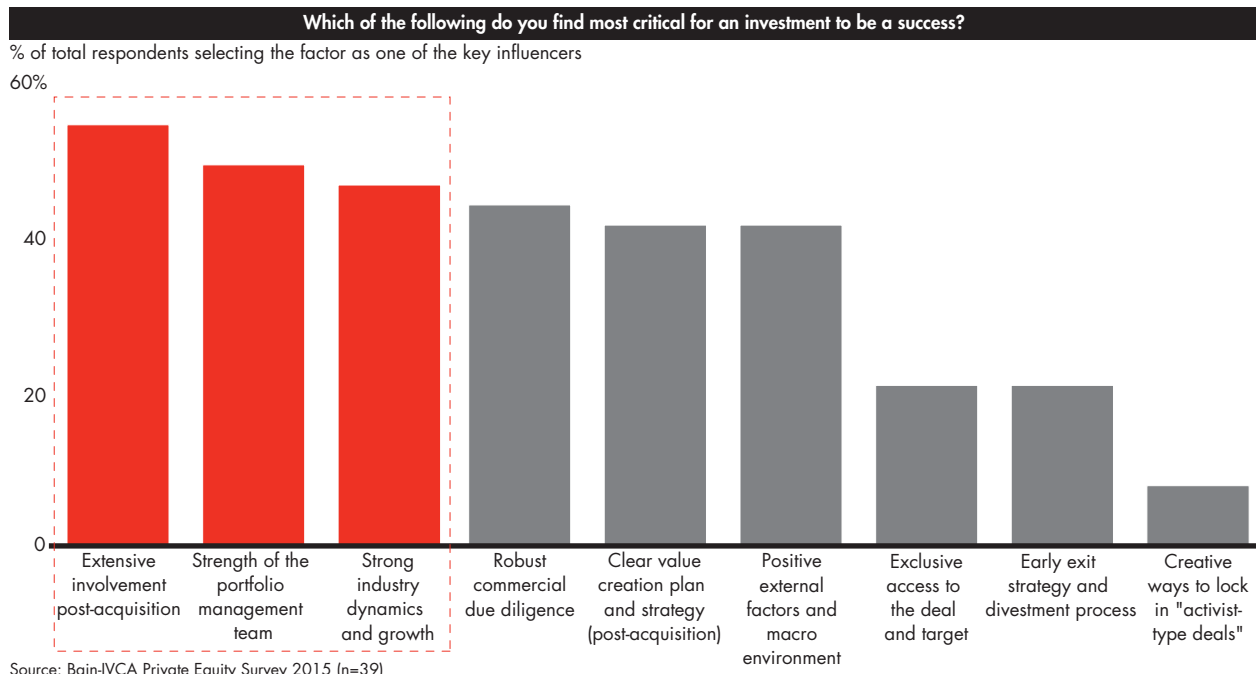 Which of the following do you find most critical for an investment to be a success?
% of total respondents selecting the factor as one of the key influencers
60%
40
20
0
Extensive
involvement
post-acquisition
Strength of the
portfolio
management
team
Strong
industry
dynamics
and growth
Robust
commercial
due diligence
Clear value
creation plan
and strategy
(post-acquisition)
Positive
external
factors and
macro
environment
Exclusive
access to
the deal
and target
Early exit
strategy and
divestment process
Creative
ways to lock
in "activist-
type deals"
Source: Bain-IVCA Private Equity Survey 2015 (n=39)